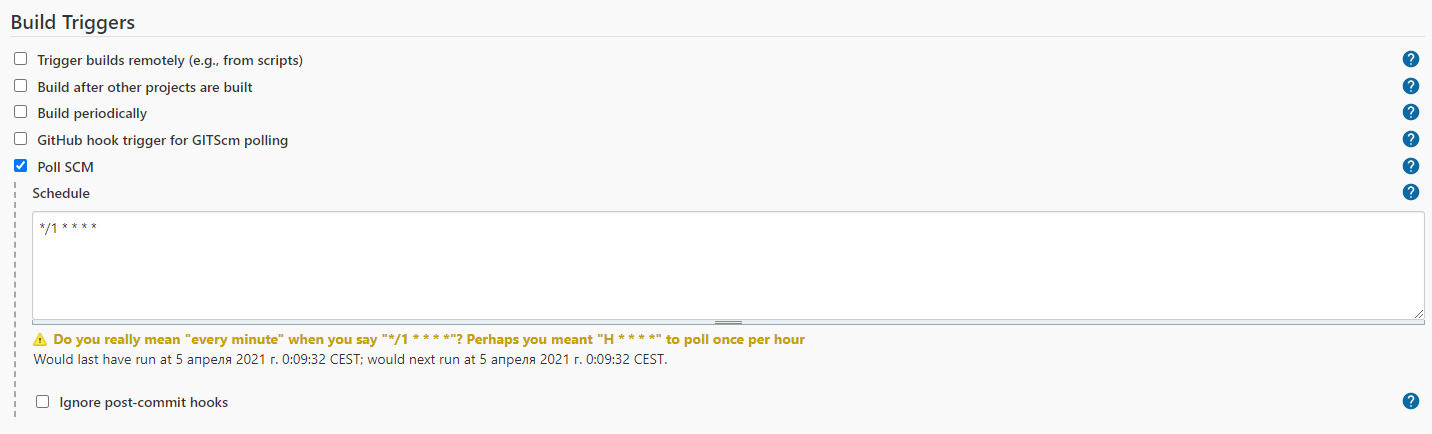 Build Triggers
Trigger builds remotely (e.g., from scripts)
Build after other projects are built
Build periodically
GitHub hook trigger for GITScm polling
Poll SCM
Schedule
*/1 * * * *
Do you really mean "every minute" when you say "*/1 * * * *"? Perhaps you meant "H * * * *" to poll once per hour
Would last have run at 5 апреля 2021 г. 0:09:32 CEST; would next run at 5 апреля 2021 г. 0:09:32 CEST.
Ignore post-commit hooks